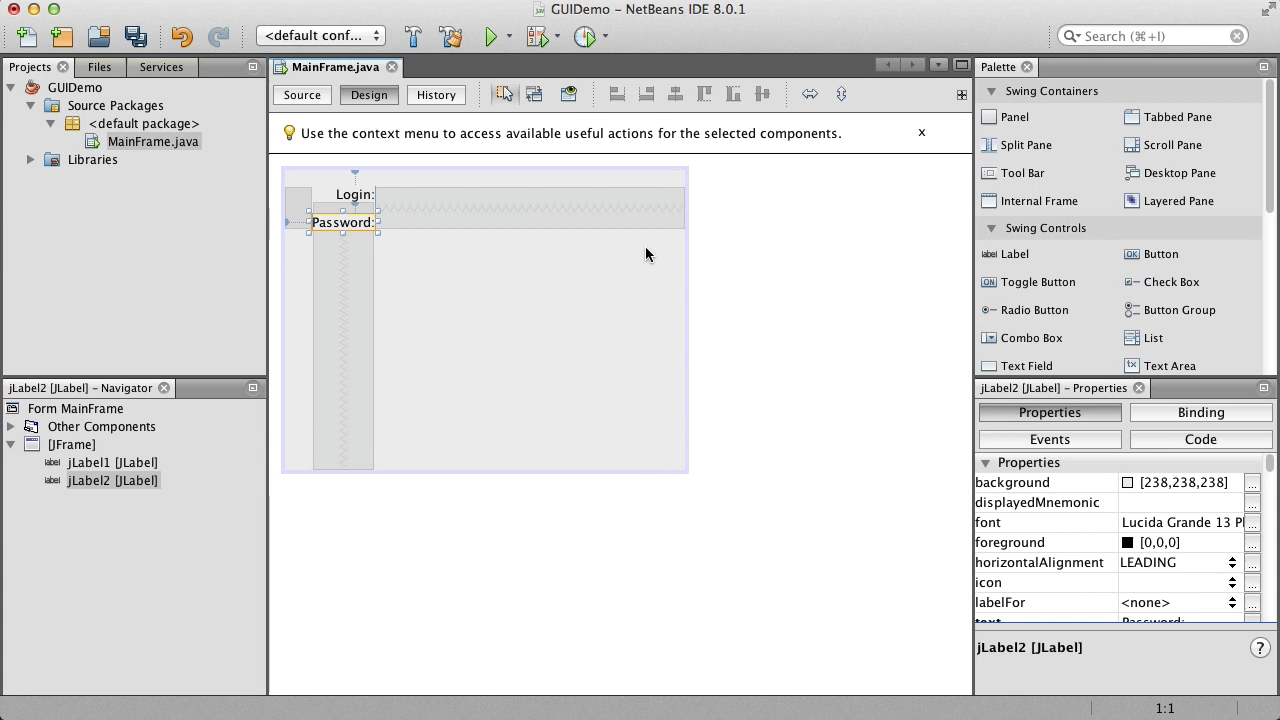 GUIDemo – NetBeans IDE 8.0.1
<default conf...
Search (⌘+I)
Projects
Files
Services
GUIDemo
Source Packages
<default package>
MainFrame.java
Libraries
MainFrame.java
Source
Design
History
Use the context menu to access available useful actions for the selected components.
x
Login:
Password:
jLabel2 [JLabel] – Navigator
Form MainFrame
Other Components
[JFrame]
jLabel1 [JLabel]
jLabel2 [JLabel]
Palette
Swing Containers
Panel
Tabbed Pane
Split Pane
Scroll Pane
Tool Bar
Desktop Pane
Internal Frame
Layered Pane
Swing Controls
label Label
OK Button
ON Toggle Button
Check Box
Radio Button
Button Group
Combo Box
List
Text Field
Text Area
jLabel2 [JLabel] – Properties
Properties
Binding
Events
Code
Properties
background [238,238,238] ...
displayedMnemonic ...
font Lucida Grande 13 Pl ...
foreground [0,0,0] ...
horizontalAlignment LEADING ...
icon ...
labelFor <none> ...
text Password:
jLabel2 [JLabel]
?
1:1